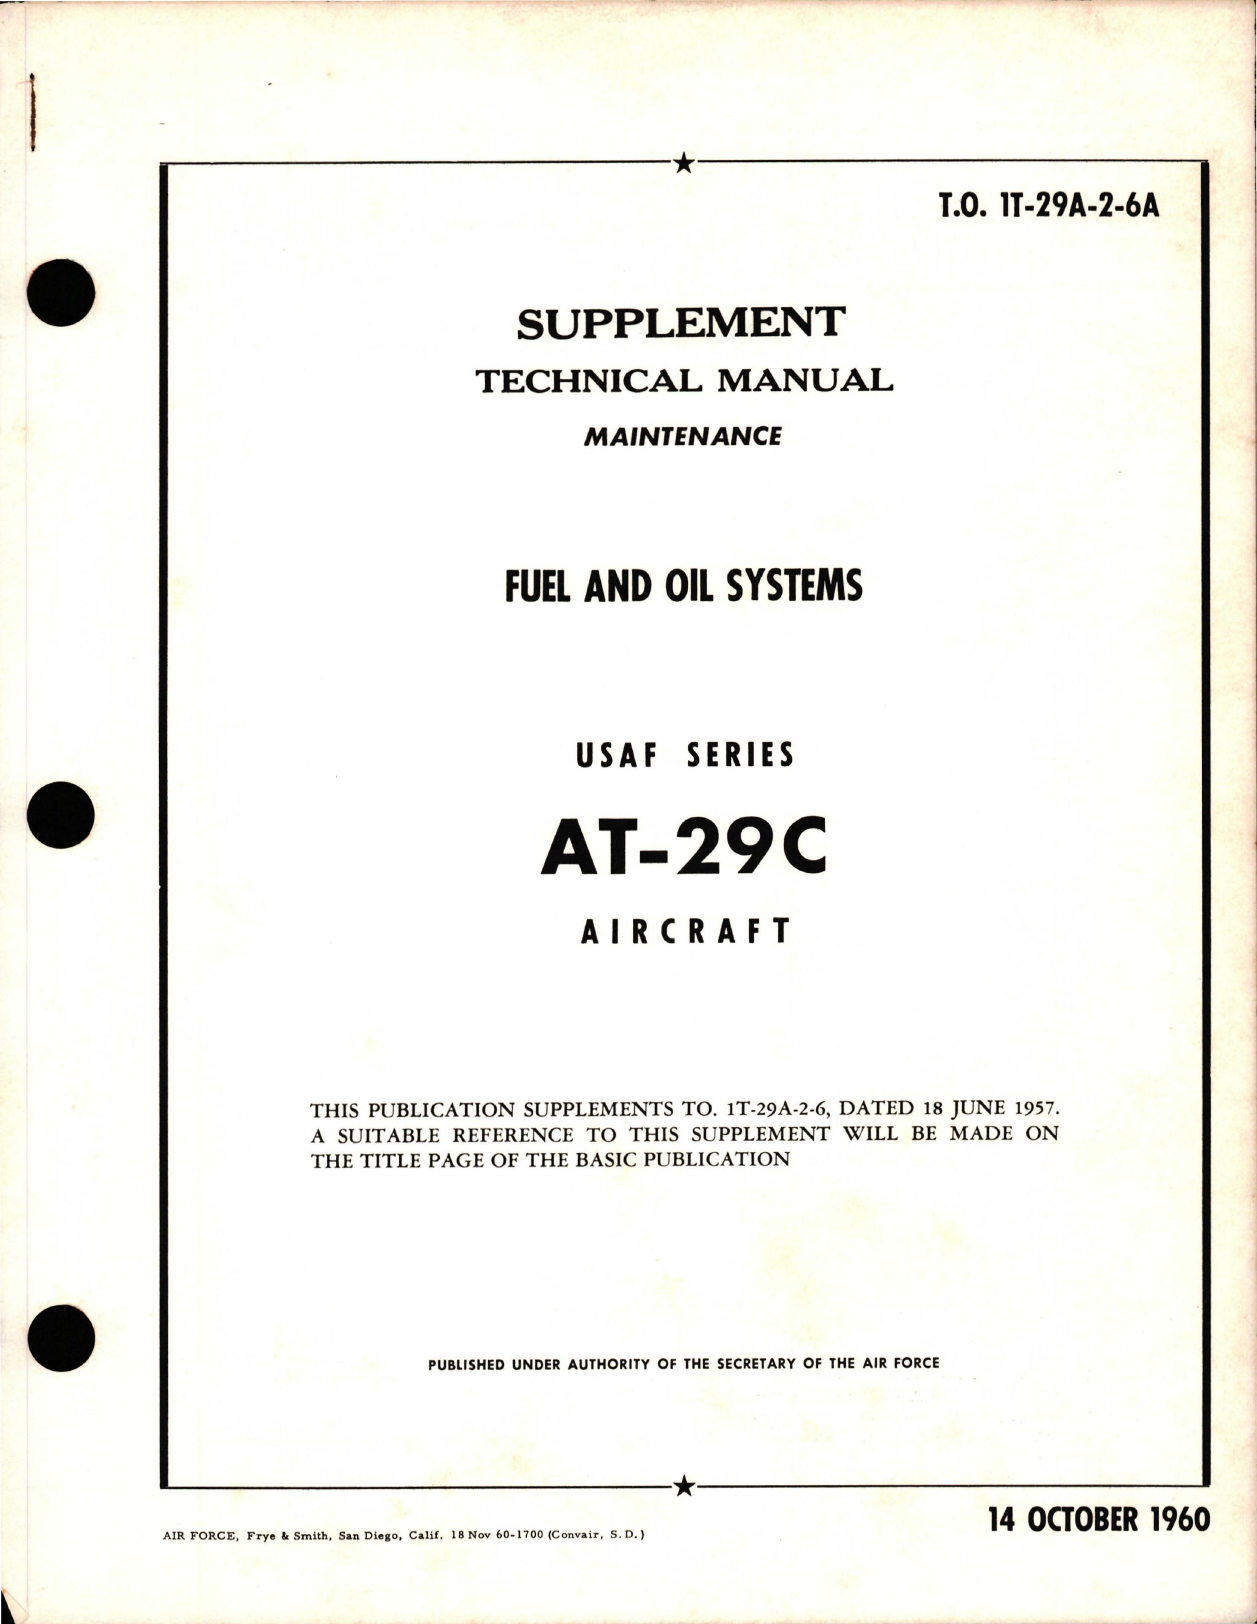 T.O. 1T-29A-2-6A
SUPPLEMENT
TECHNICAL MANUAL
MAINTENANCE
FUEL AND OIL SYSTEMS
USAF SERIES
AT-29C
AIRCRAFT
THIS PUBLICATION SUPPLEMENTS TO. 1T-29A-2-6, DATED 18 JUNE 1957.
A SUITABLE REFERENCE TO THIS SUPPLEMENT WILL BE MADE ON
THE TITLE PAGE OF THE BASIC PUBLICATION
PUBLISHED UNDER AUTHORITY OF THE SECRETARY OF THE AIR FORCE
14 OCTOBER 1960
AIR FORCE, Frye & Smith, San Diego, Calif. 18 Nov 60-1700 (Convair, S.D.)